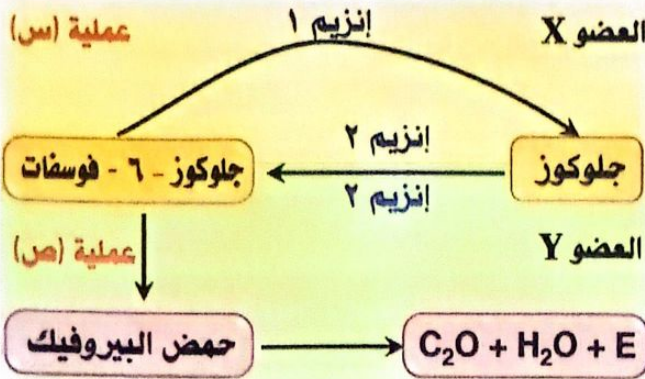 العضو X
إنزيم ١
عملية (س)
جلوكوز
إنزيم ٢
إنزيم ٢
جلوكوز - ٦ - فوسفات
العضو Y
عملية (ص)
حمض البيروفيك
C₂O + H₂O + E